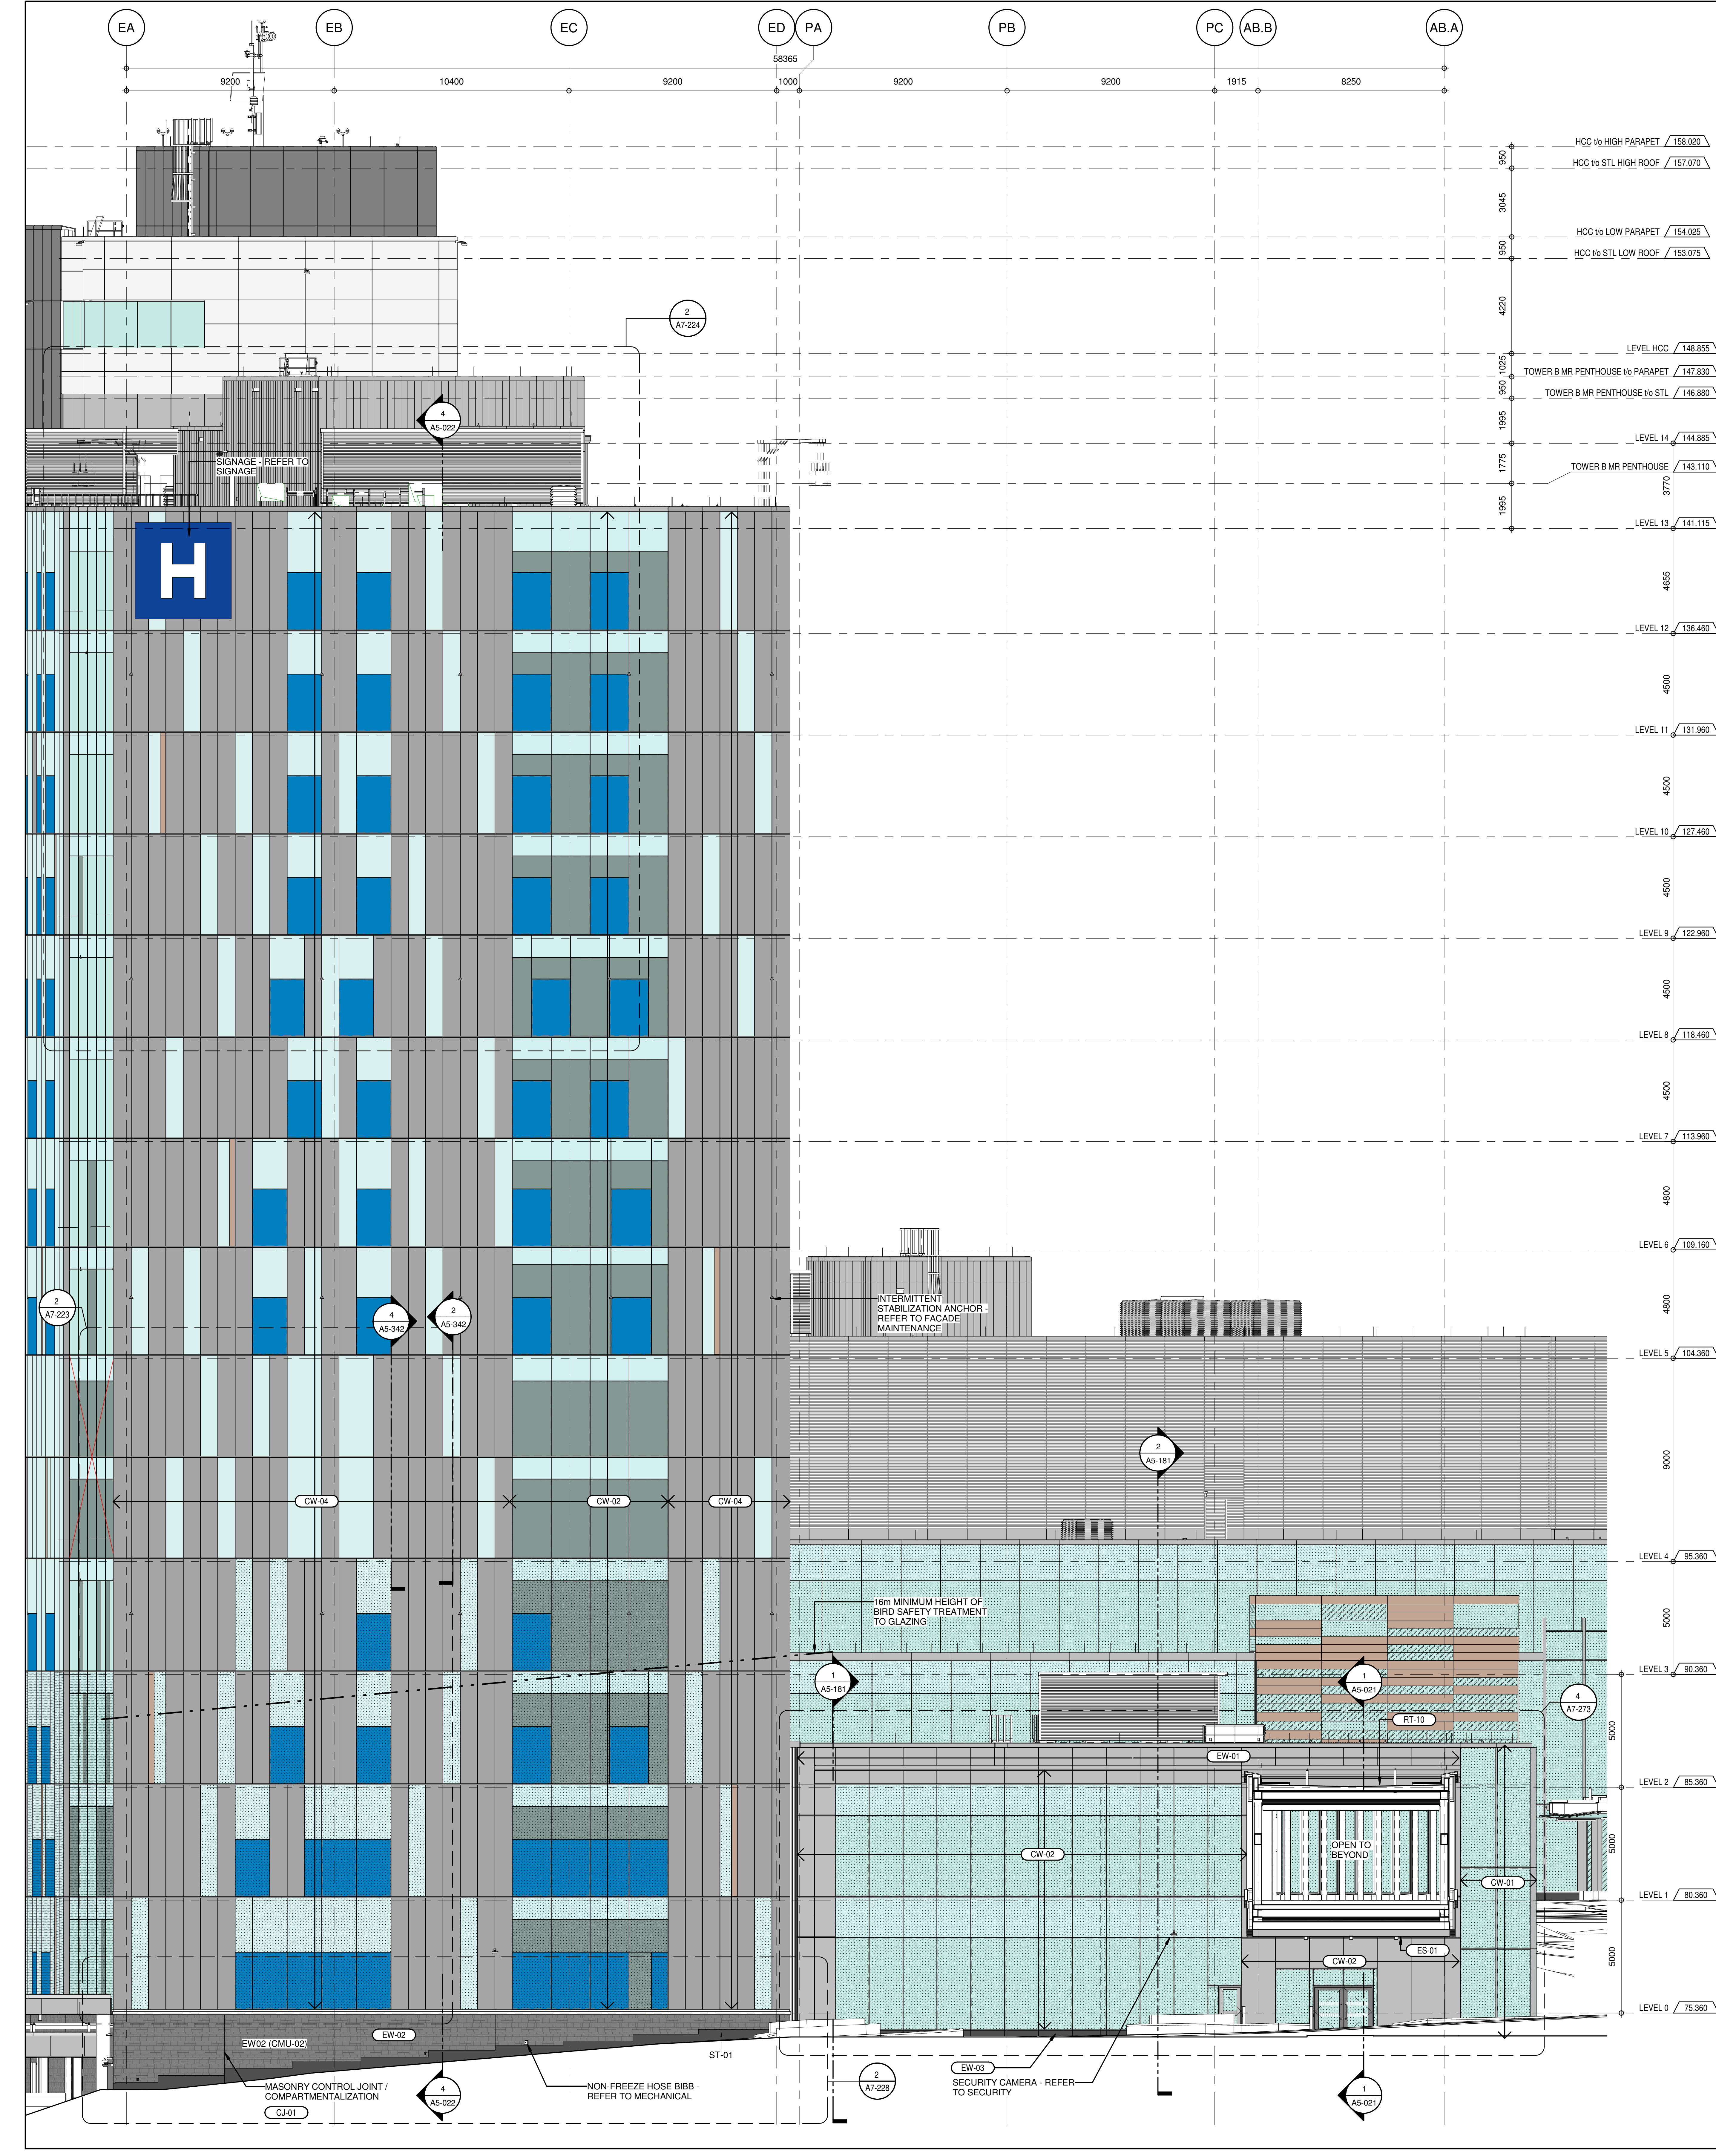 EA
EB
EC
ED
PA
PB
PC
AB.B
AB.A
58365
9200
10400
9200
1000
9200
9200
1915
8250
HCC t/o HIGH PARAPET 158.020
950
HCC t/o STL HIGH ROOF 157.070
3045
HCC t/o LOW PARAPET 154.025
950
HCC t/o STL LOW ROOF 153.075
4220
2
A7-224
LEVEL HCC 148.855
1025
TOWER B MR PENTHOUSE t/o PARAPET 147.830
950
TOWER B MR PENTHOUSE t/o STL 146.880
1995
4
A5-022
LEVEL 14 144.885
1775
SIGNAGE - REFER TO
SIGNAGE
TOWER B MR PENTHOUSE 143.110
3770
1995
LEVEL 13 141.115
H
4655
LEVEL 12 136.460
4500
LEVEL 11 131.960
4500
LEVEL 10 127.460
4500
LEVEL 9 122.960
4500
LEVEL 8 118.460
4500
LEVEL 7 113.960
4800
LEVEL 6 109.160
2
A7-223
4
A5-342
2
A5-342
INTERMITTENT
STABILIZATION ANCHOR -
REFER TO FACADE
MAINTENANCE
4800
LEVEL 5 104.360
2
A5-181
9000
CW-04
CW-02
CW-04
LEVEL 4 95.360
16m MINIMUM HEIGHT OF
BIRD SAFETY TREATMENT
TO GLAZING
5000
LEVEL 3 90.360
1
A5-181
1
A5-021
4
A7-273
RT-10
5000
EW-01
LEVEL 2 85.360
OPEN TO
BEYOND
CW-02
5000
CW-01
LEVEL 1 80.360
ES-01
CW-02
5000
LEVEL 0 75.360
EW-02
EW02 (CMU-02)
ST-01
EW-03
SECURITY CAMERA - REFER
TO SECURITY
2
A7-228
MASONRY CONTROL JOINT /
COMPARTMENTALIZATION
CJ-01
4
A5-022
NON-FREEZE HOSE BIBB -
REFER TO MECHANICAL
1
A5-021